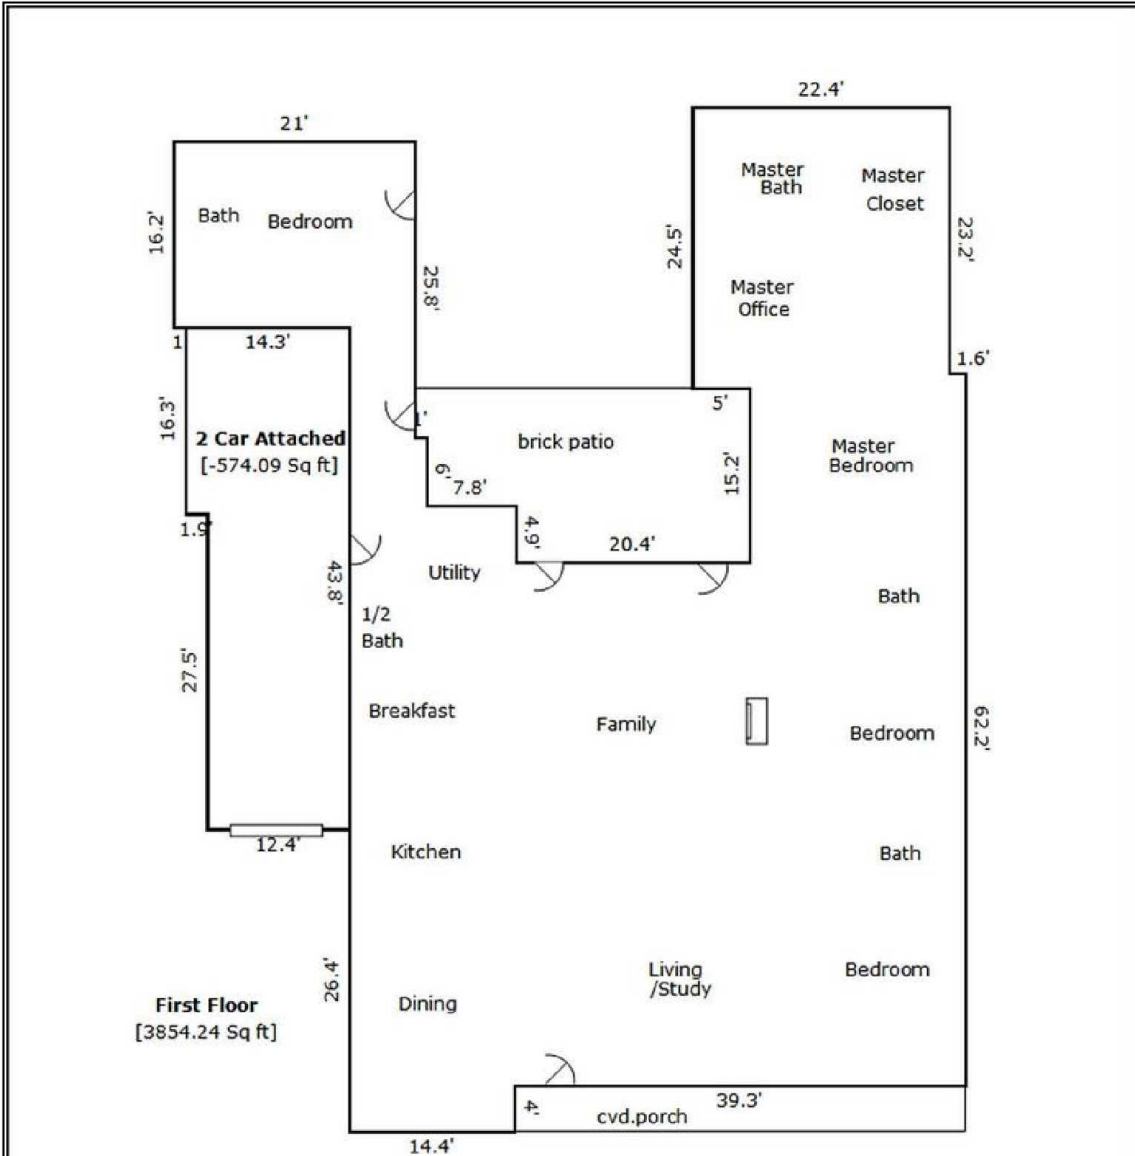 22.4'
21'
Master
Bath
Master
Closet
Bath
Bedroom
16.2'
24.5'
23.2'
25.8'
Master
Office
1
14.3'
1.6'
5'
1'
16.3'
2 Car Attached
[-574.09 Sq ft]
brick patio
Master
Bedroom
6'
7.8'
15.2'
1.9'
4.9'
20.4'
Utility
43.8'
Bath
1/2
Bath
27.5'
Breakfast
Family
62.2'
Bedroom
12.4'
Kitchen
Bath
26.4'
Living
/Study
Bedroom
First Floor
[3854.24 Sq ft]
Dining
4'
39.3'
cvd.porch
14.4'